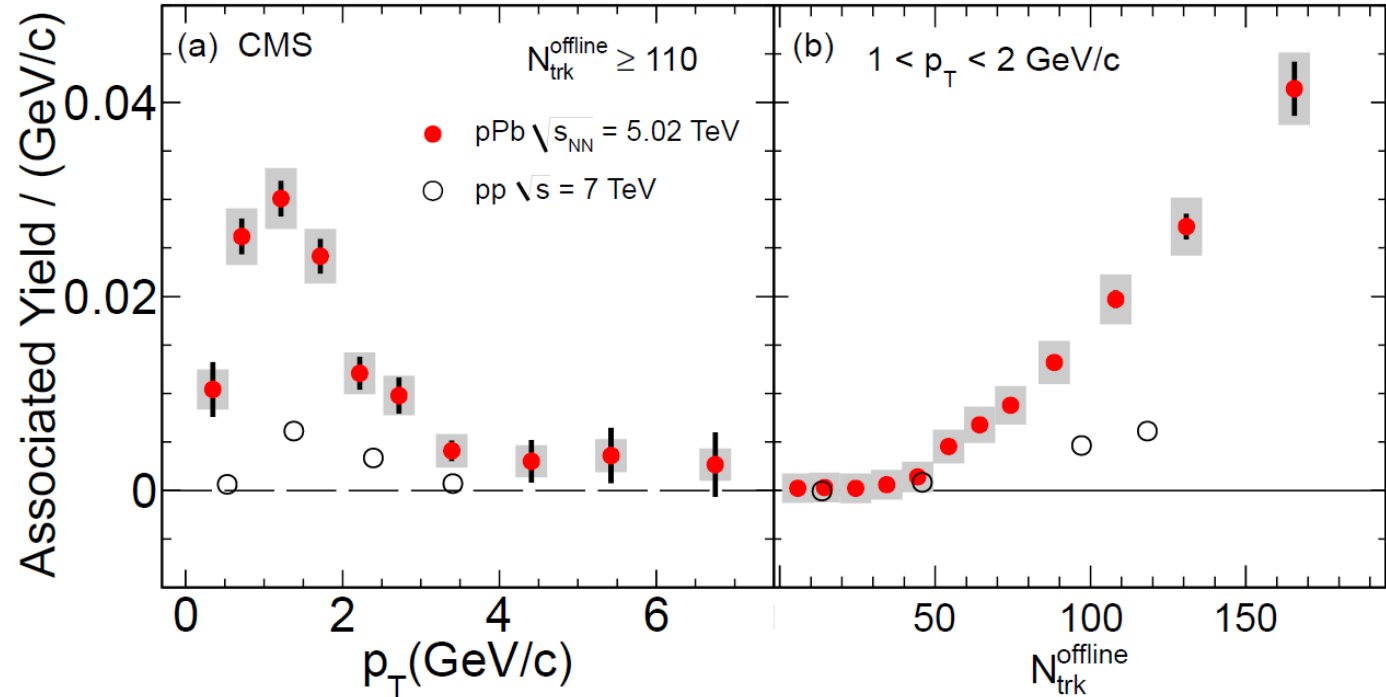 (a) CMS
N_trk^offline ≥ 110
pPb √s_NN = 5.02 TeV
pp √s = 7 TeV
(b) 1 < p_T < 2 GeV/c
Associated Yield / (GeV/c)
0.04
0.02
0
0 2 4 6
p_T(GeV/c)
50 100 150
N_trk^offline